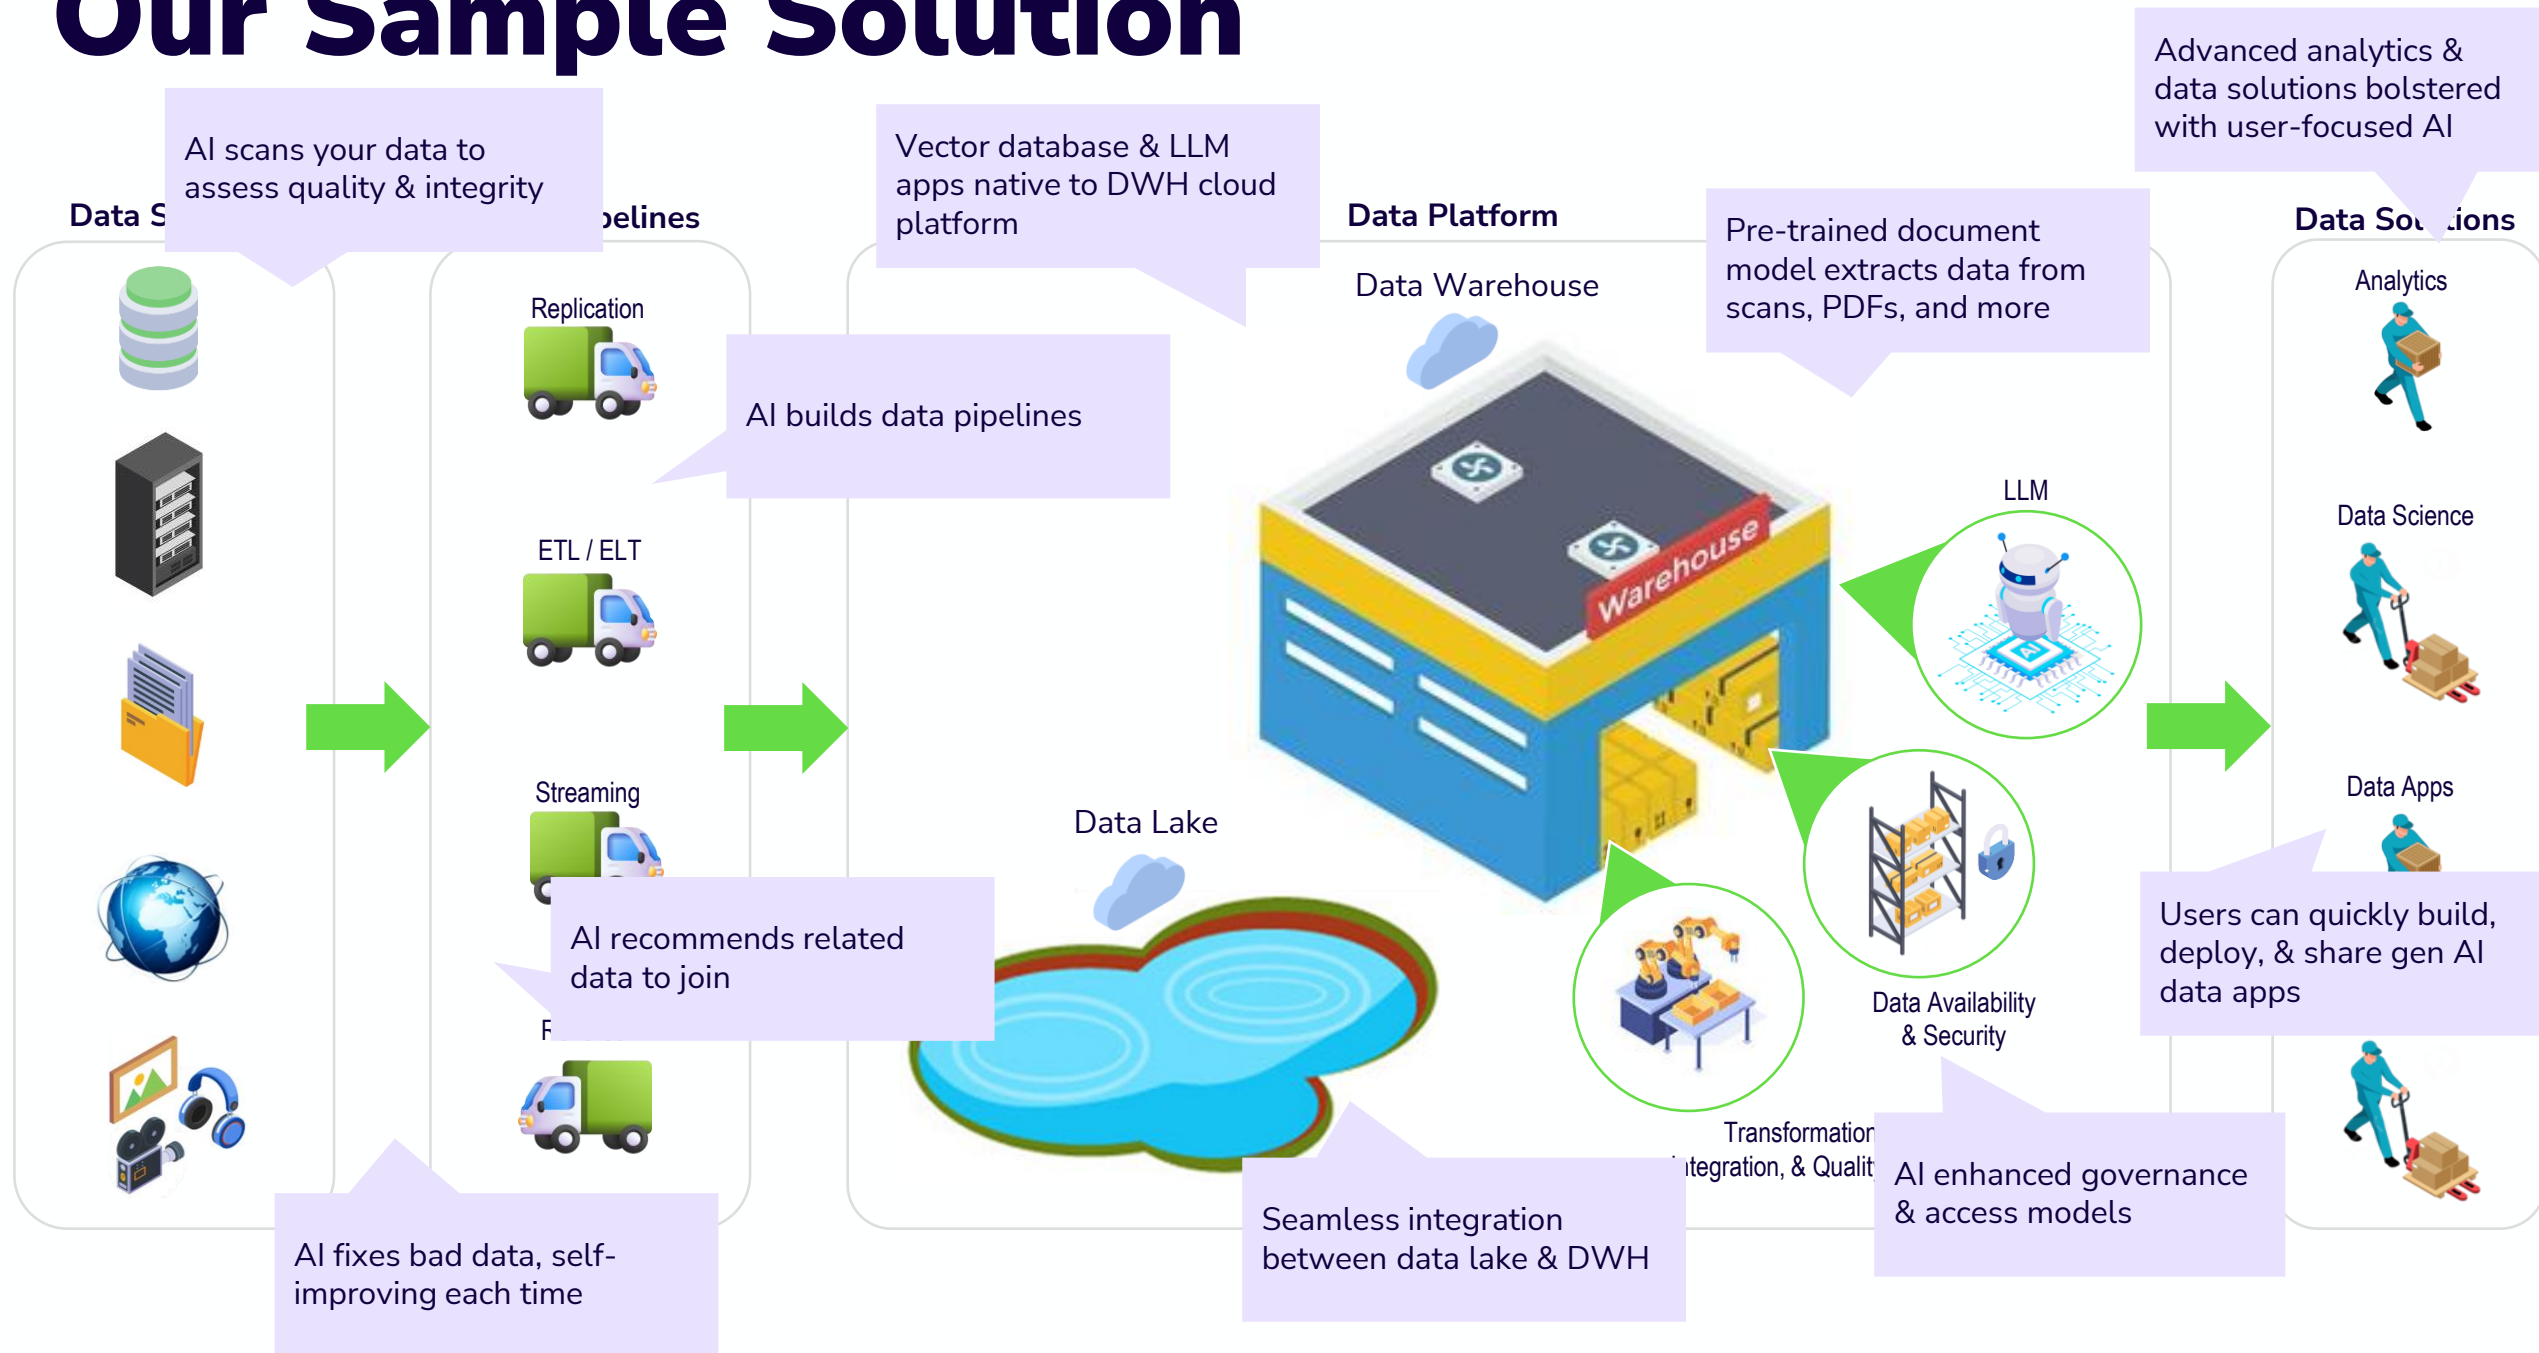 Our Sample Solution
AI scans your data to
assess quality & integrity
Vector database & LLM
apps native to DWH cloud
platform
Advanced analytics &
data solutions bolstered
with user-focused AI
Data
Data Platform
Pre-trained document
model extracts data from
scans, PDFs, and more
Data
Replication
ETL / ELT
Streaming
AI builds data pipelines
AI recommends related
data to join
AI fixes bad data, self-
improving each time
Data Warehouse
Warehouse
LLM
AI
Data Lake
Data Availability
& Security
Transformation
& Quality
Seamless integration
between data lake & DWH
AI enhanced governance
& access models
Analytics
Data Science
Data Apps
Users can quickly build,
deploy, & share gen AI
data apps